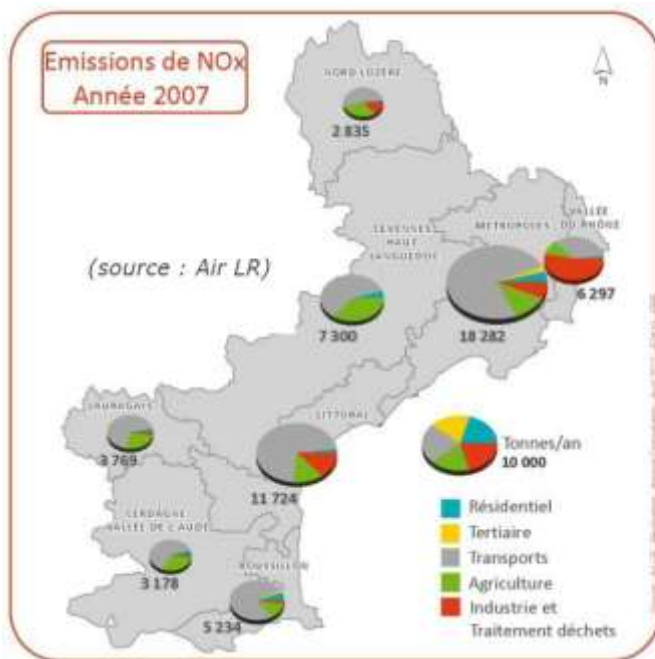 Emissions de NOx
Année 2007
N
NORD LOZÈRE
2 835
CÉVENNES
HAUT
LANGUEDOC
MÉTROPOLES
VALLÉE
DU RHÔNE
(source : Air LR)
6 297
7 300
18 282
LAURAGAIS
3 769
LITTORAL
11 724
Tonnes/an
10 000
CERDAGNE
VALLÉE DE L'AUDE
3 178
ROUSSILLON
5 234
Résidentiel
Tertiaire
Transports
Agriculture
Industrie et
Traitement déchets